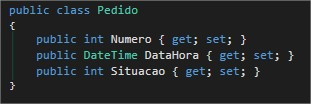 public class Pedido
{
public int Numero { get; set; }
public DateTime DataHora { get; set; }
public int Situacao { get; set; }
}